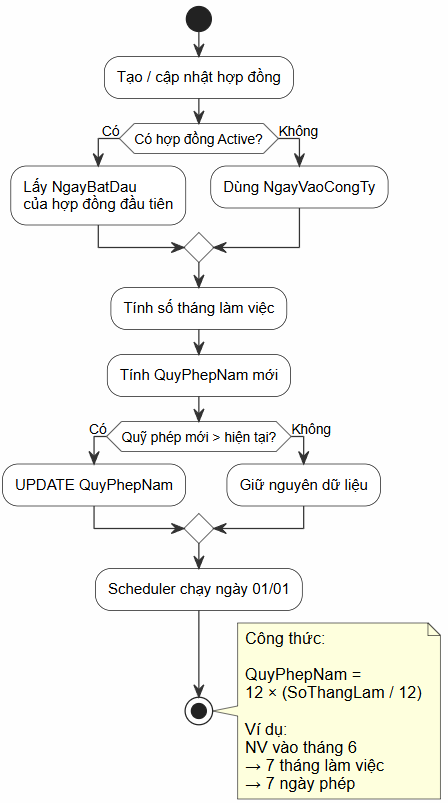 Tạo / cập nhật hợp đồng
Có hợp đồng Active?
Có
Không
Lấy NgayBatDau
của hợp đồng đầu tiên
Dùng NgayVaoCongTy
Tính số tháng làm việc
Tính QuyPhepNam mới
Quỹ phép mới > hiện tại?
Có
Không
UPDATE QuyPhepNam
Giữ nguyên dữ liệu
Scheduler chạy ngày 01/01
Công thức:
QuyPhepNam =
12 × (SoThangLam / 12)
Ví dụ:
NV vào tháng 6
→ 7 tháng làm việc
→ 7 ngày phép